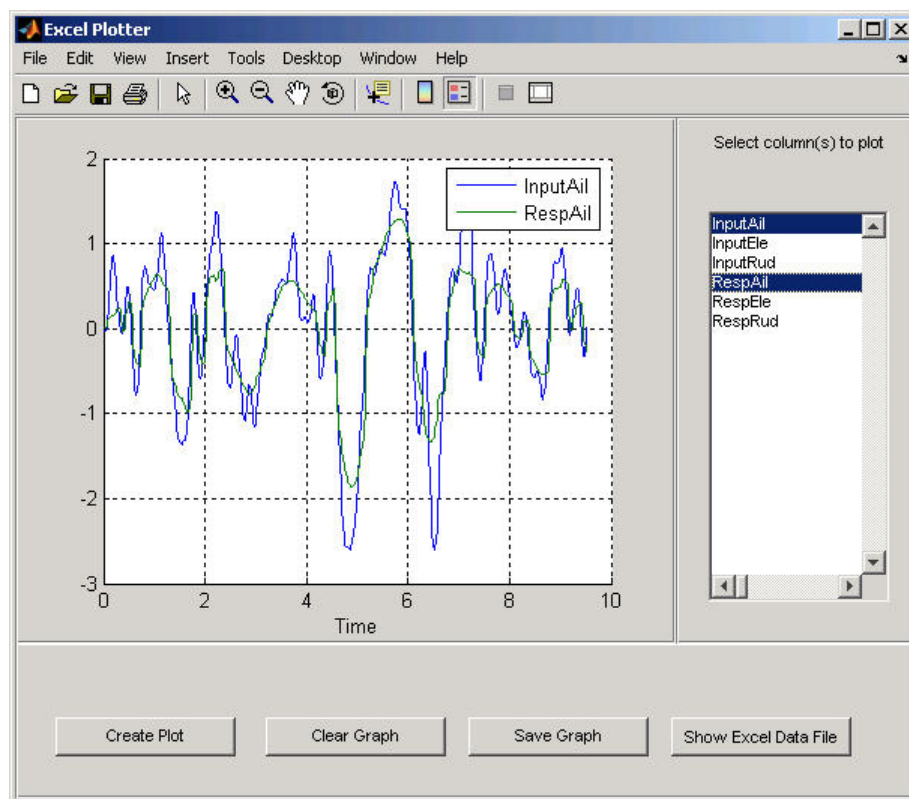 Excel Plotter
File Edit View Insert Tools Desktop Window Help
Select column(s) to plot
2
1
0
-1
-2
-3
0 2 4 6 8 10
Time
InputAil
RespAil
InputAil
InputEle
InputRud
RespAil
RespEle
RespRud
Create Plot Clear Graph Save Graph Show Excel Data File